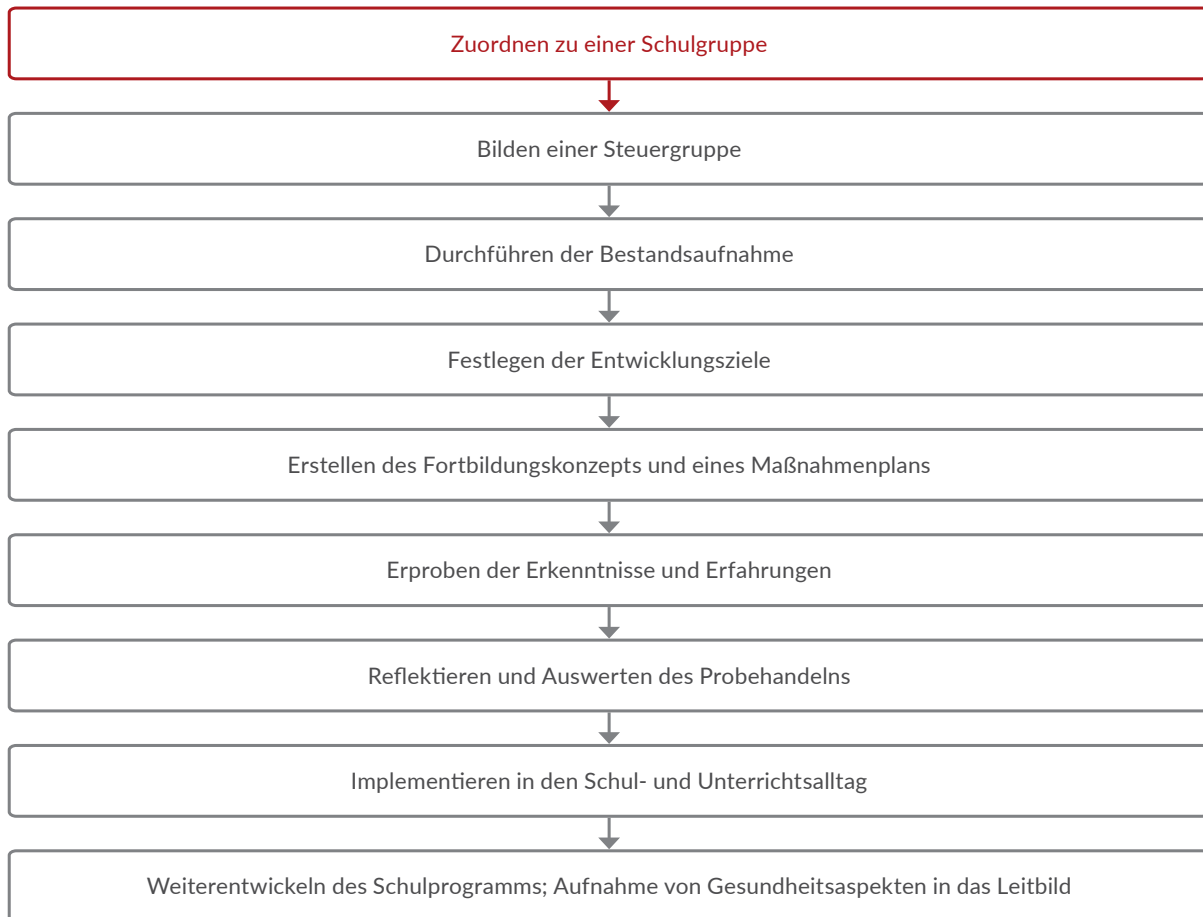 Zuordnen zu einer Schulgruppe
Bilden einer Steuergruppe
Durchführen der Bestandsaufnahme
Festlegen der Entwicklungsziele
Erstellen des Fortbildungskonzepts und eines Maßnahmenplans
Erproben der Erkenntnisse und Erfahrungen
Reflektieren und Auswerten des Probehandelns
Implementieren in den Schul- und Unterrichtsalltag
Weiterentwickeln des Schulprogramms; Aufnahme von Gesundheitsaspekten in das Leitbild